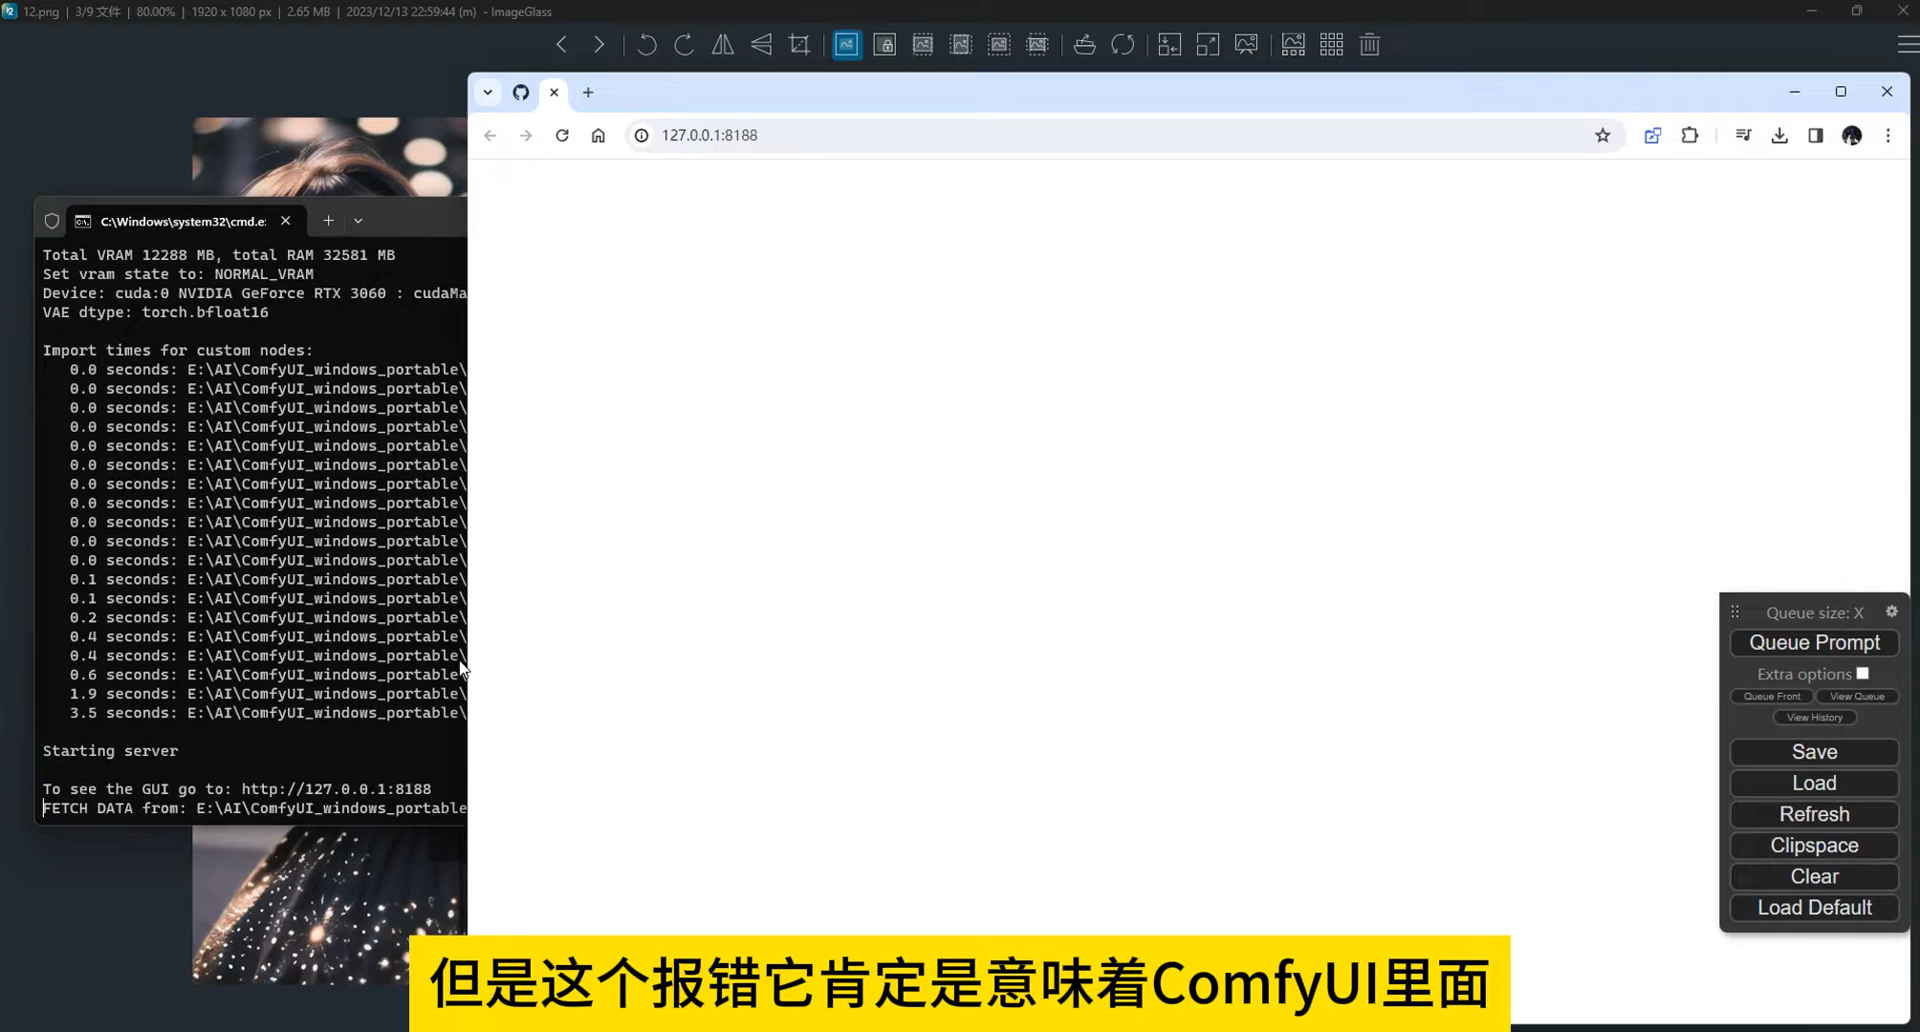 12.png | 3/9 文件 | 80.00% | 1920 x 1080 px | 2.65 MB | 2023/12/13 22:59:44 (m) - ImageGlass
127.0.0.1:8188
C:\Windows\system32\cmd.e
Total VRAM 12288 MB, total RAM 32581 MB
Set vram state to: NORMAL_VRAM
Device: cuda:0 NVIDIA GeForce RTX 3060 : cudaMa
VAE dtype: torch.bfloat16
Import times for custom nodes:
0.0 seconds: E:\AI\ComfyUI_windows_portable\
0.0 seconds: E:\AI\ComfyUI_windows_portable\
0.0 seconds: E:\AI\ComfyUI_windows_portable\
0.0 seconds: E:\AI\ComfyUI_windows_portable\
0.0 seconds: E:\AI\ComfyUI_windows_portable\
0.0 seconds: E:\AI\ComfyUI_windows_portable\
0.0 seconds: E:\AI\ComfyUI_windows_portable\
0.0 seconds: E:\AI\ComfyUI_windows_portable\
0.0 seconds: E:\AI\ComfyUI_windows_portable\
0.0 seconds: E:\AI\ComfyUI_windows_portable\
0.0 seconds: E:\AI\ComfyUI_windows_portable\
0.1 seconds: E:\AI\ComfyUI_windows_portable\
0.1 seconds: E:\AI\ComfyUI_windows_portable\
0.2 seconds: E:\AI\ComfyUI_windows_portable\
0.4 seconds: E:\AI\ComfyUI_windows_portable\
0.4 seconds: E:\AI\ComfyUI_windows_portable\
0.6 seconds: E:\AI\ComfyUI_windows_portable\
1.9 seconds: E:\AI\ComfyUI_windows_portable\
3.5 seconds: E:\AI\ComfyUI_windows_portable\
Starting server
To see the GUI go to: http://127.0.0.1:8188
FETCH DATA from: E:\AI\ComfyUI_windows_portable
Queue size: X
Queue Prompt
Extra options
Queue Front View Queue
View History
Save
Load
Refresh
Clipspace
Clear
Load Default
但是这个报错它肯定是意味着ComfyUI里面